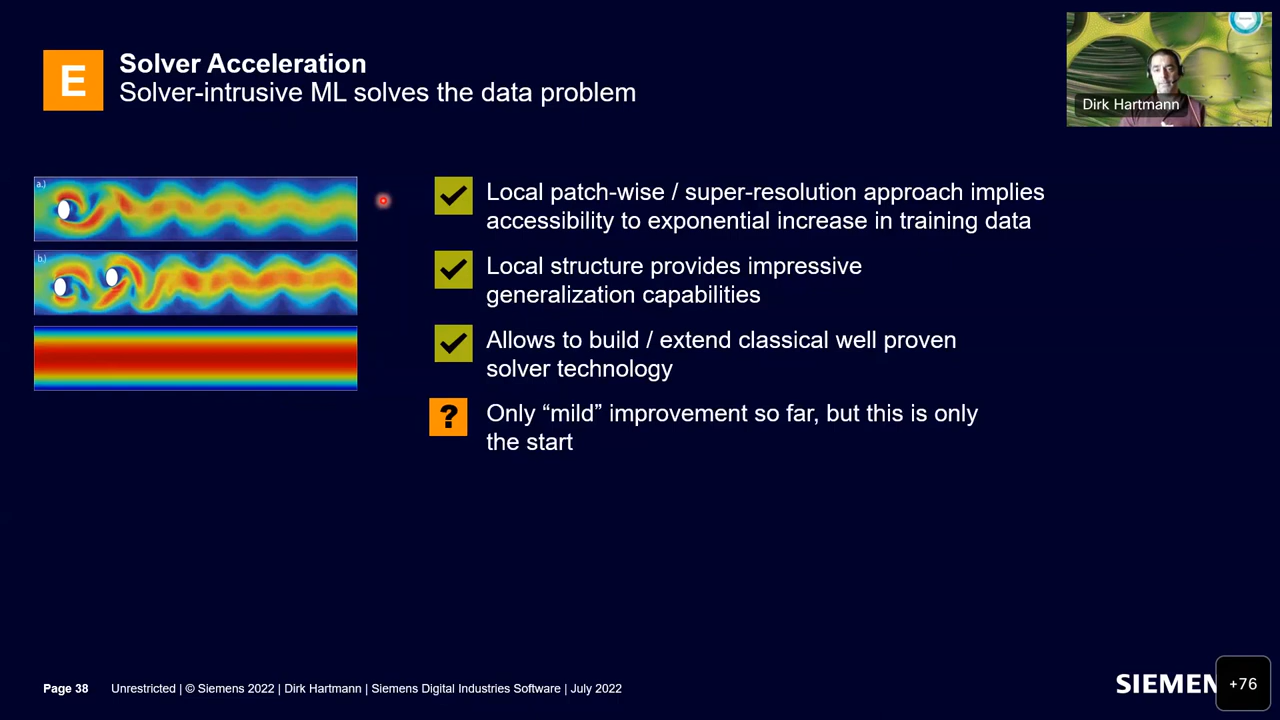 E
Solver Acceleration
Solver-intrusive ML solves the data problem
Dirk Hartmann
a.)
b.)
Local patch-wise / super-resolution approach implies
accessibility to exponential increase in training data
Local structure provides impressive
generalization capabilities
Allows to build / extend classical well proven
solver technology
?
Only “mild” improvement so far, but this is only
the start
Page 38 Unrestricted | © Siemens 2022 | Dirk Hartmann | Siemens Digital Industries Software | July 2022
SIEMEN
+76